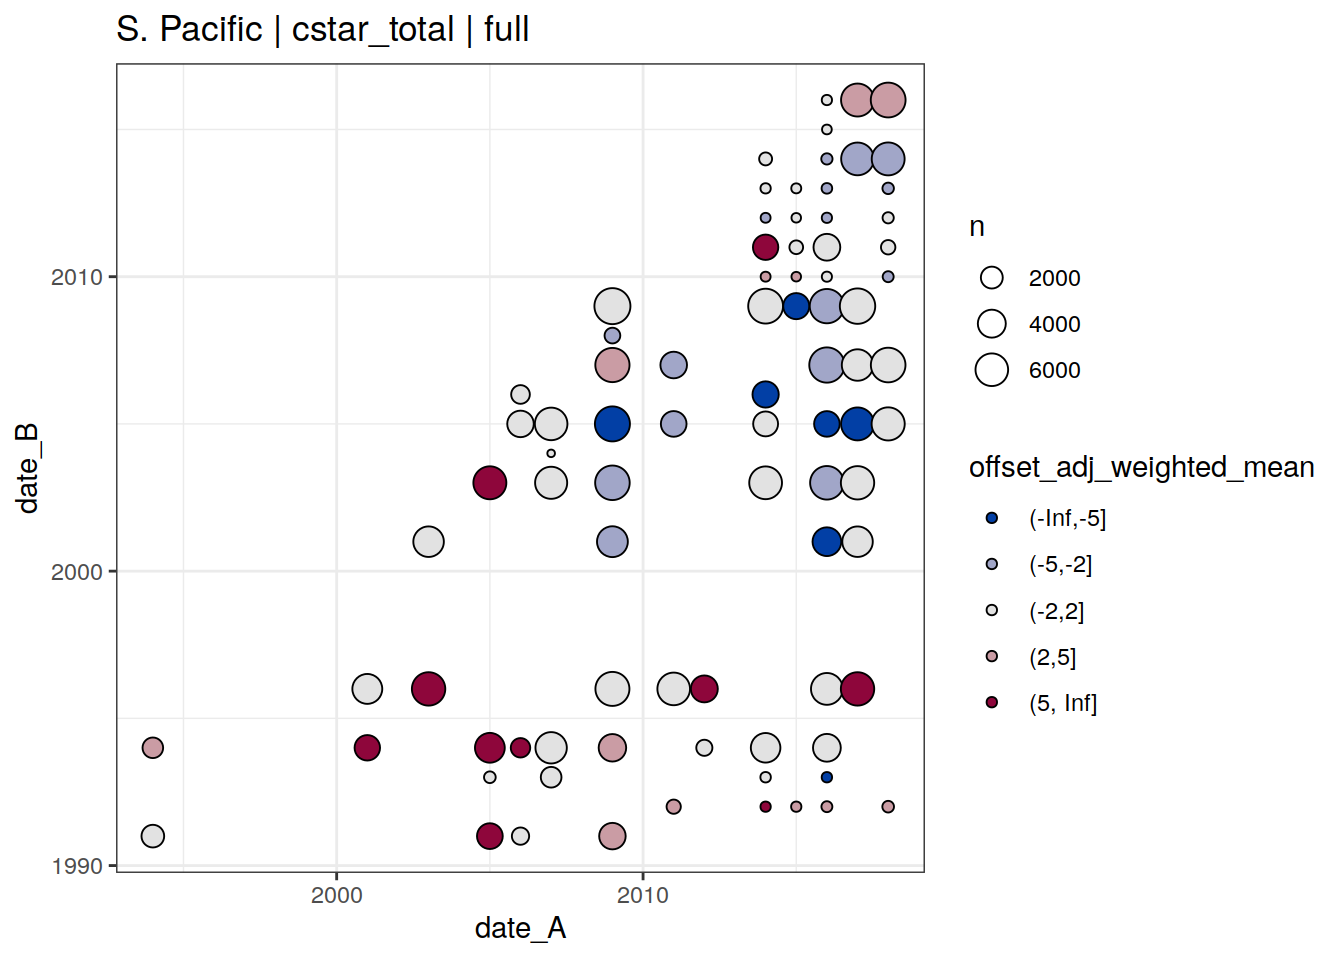 S. Pacific | cstar_total | full
date_B
2010
2000
1990
2000
2010
date_A
n
2000
4000
6000
offset_adj_weighted_mean
(-Inf,-5]
(-5,-2]
(-2,2]
(2,5]
(5, Inf]